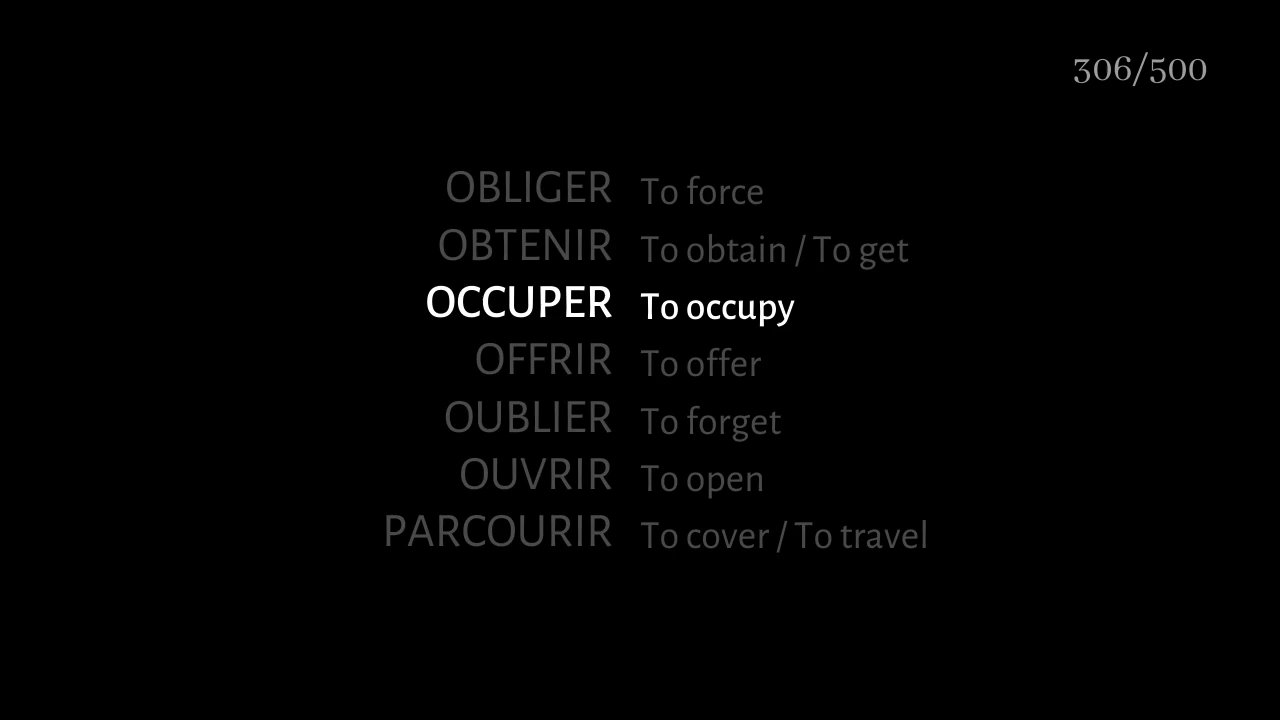 306/500
OBLIGER To force
OBTENIR To obtain / To get
OCCUPER To occupy
OFFRIR To offer
OUBLIER To forget
OUVRIR To open
PARCOURIR To cover / To travel